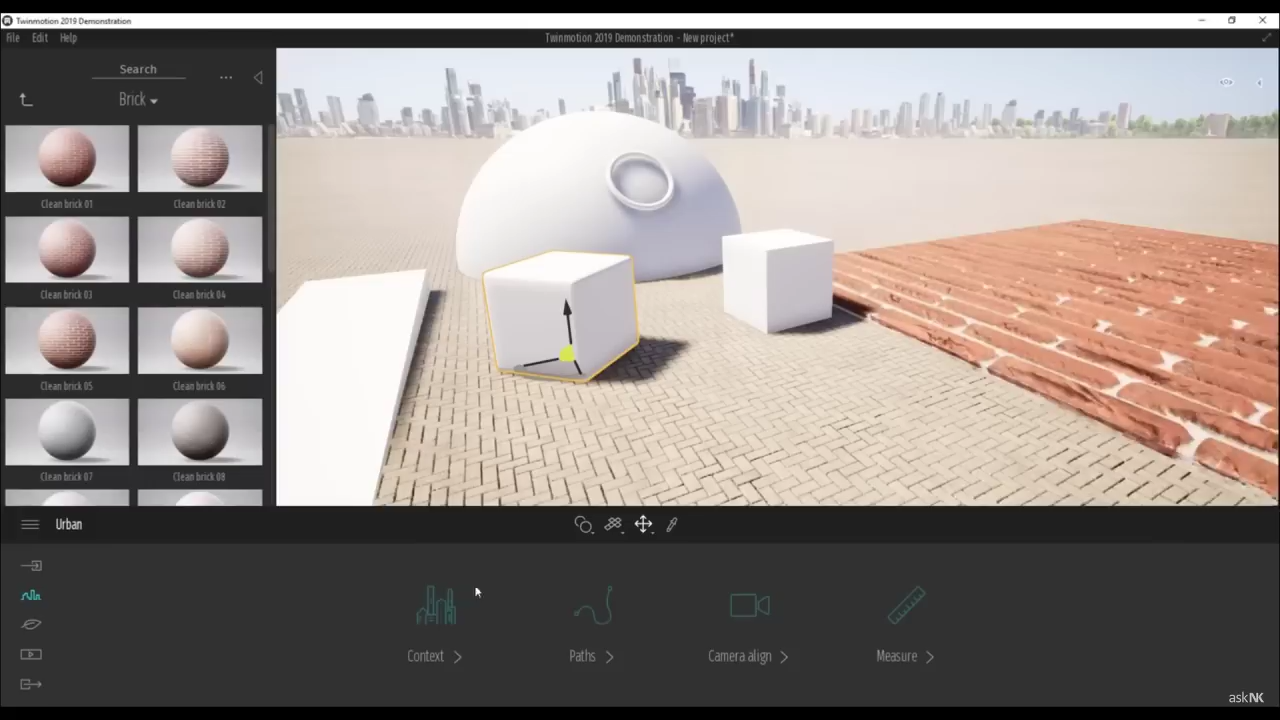 Twinmotion 2019 Demonstration
File Edit Help
Twinmotion 2019 Demonstration - New project*
Search
...
Brick
Clean brick 01
Clean brick 02
Clean brick 03
Clean brick 04
Clean brick 05
Clean brick 06
Clean brick 07
Clean brick 08
Urban
Context
Paths
Camera align
Measure
askNK